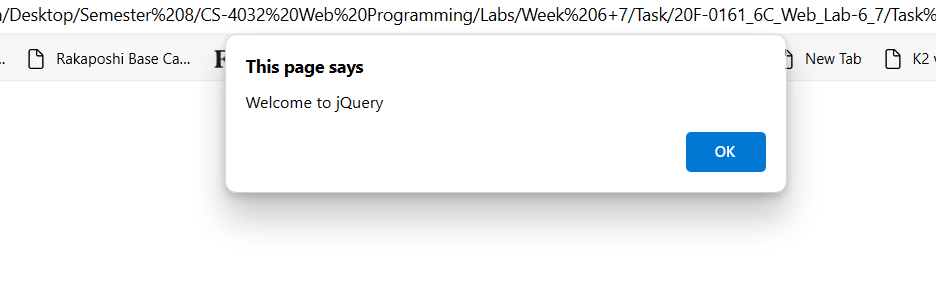 /Desktop/Semester%208/CS-4032%20Web%20Programming/Labs/Week%206+7/Task/20F-0161_6C_Web_Lab-6_7/Task%
.. Rakaposhi Base Ca... F New Tab K2
This page says
Welcome to jQuery
OK